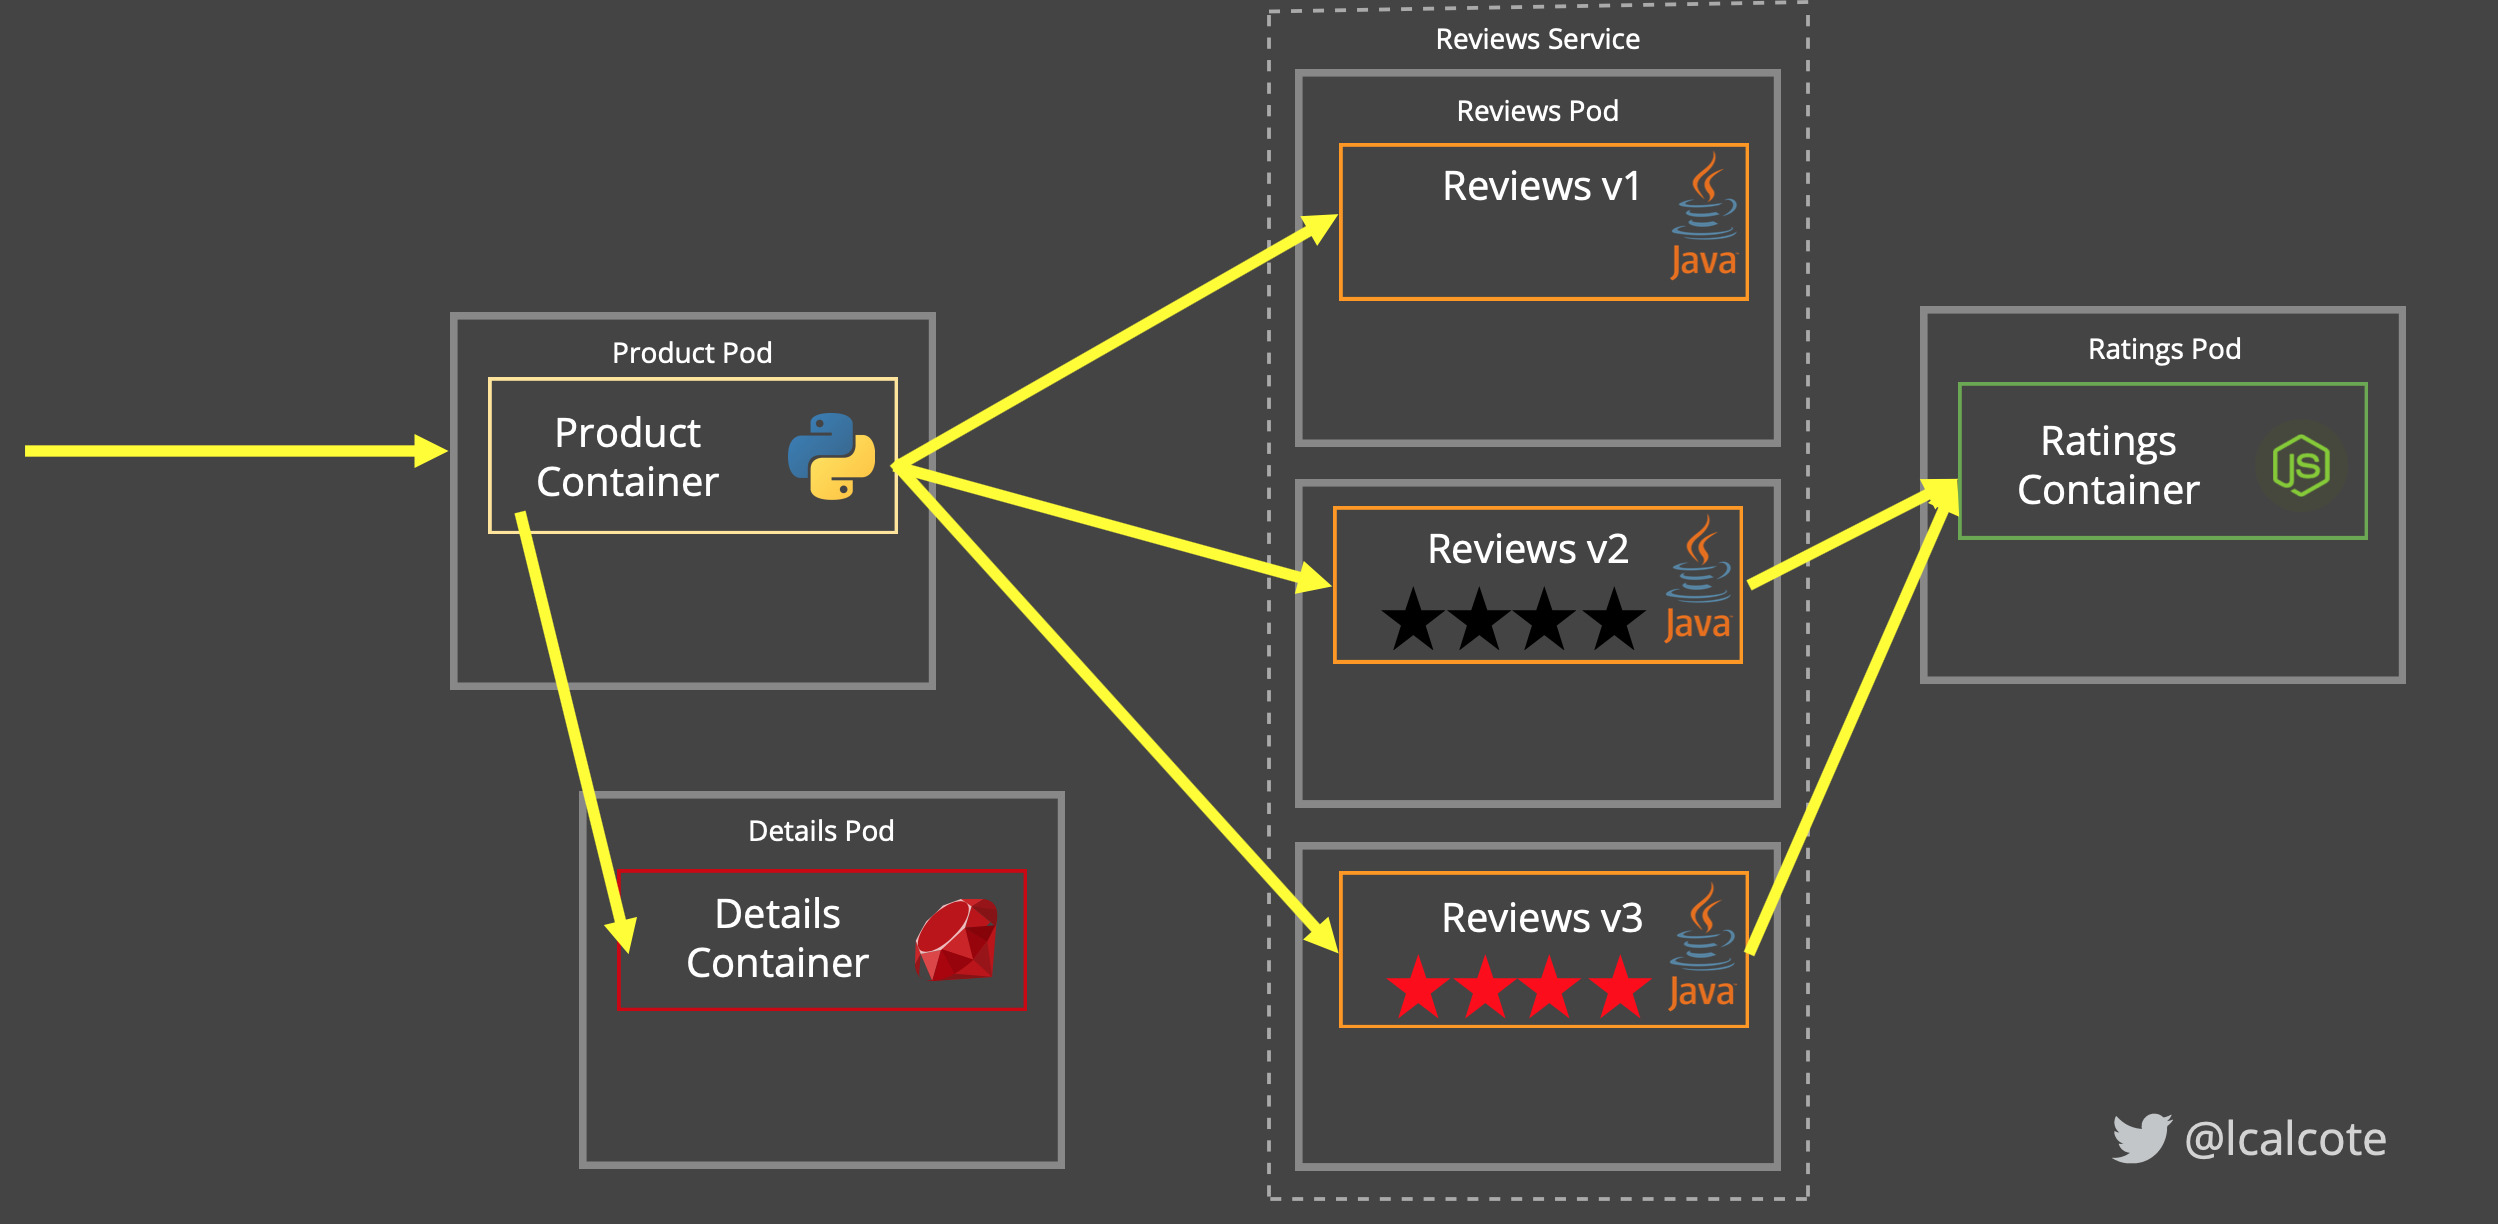 Reviews Service
Reviews Pod
Reviews v1
Java
Product Pod
Product
Container
Ratings Pod
Ratings
Container
JS
Reviews v2
Java
Details Pod
Details
Container
Reviews v3
Java
@lcalcote